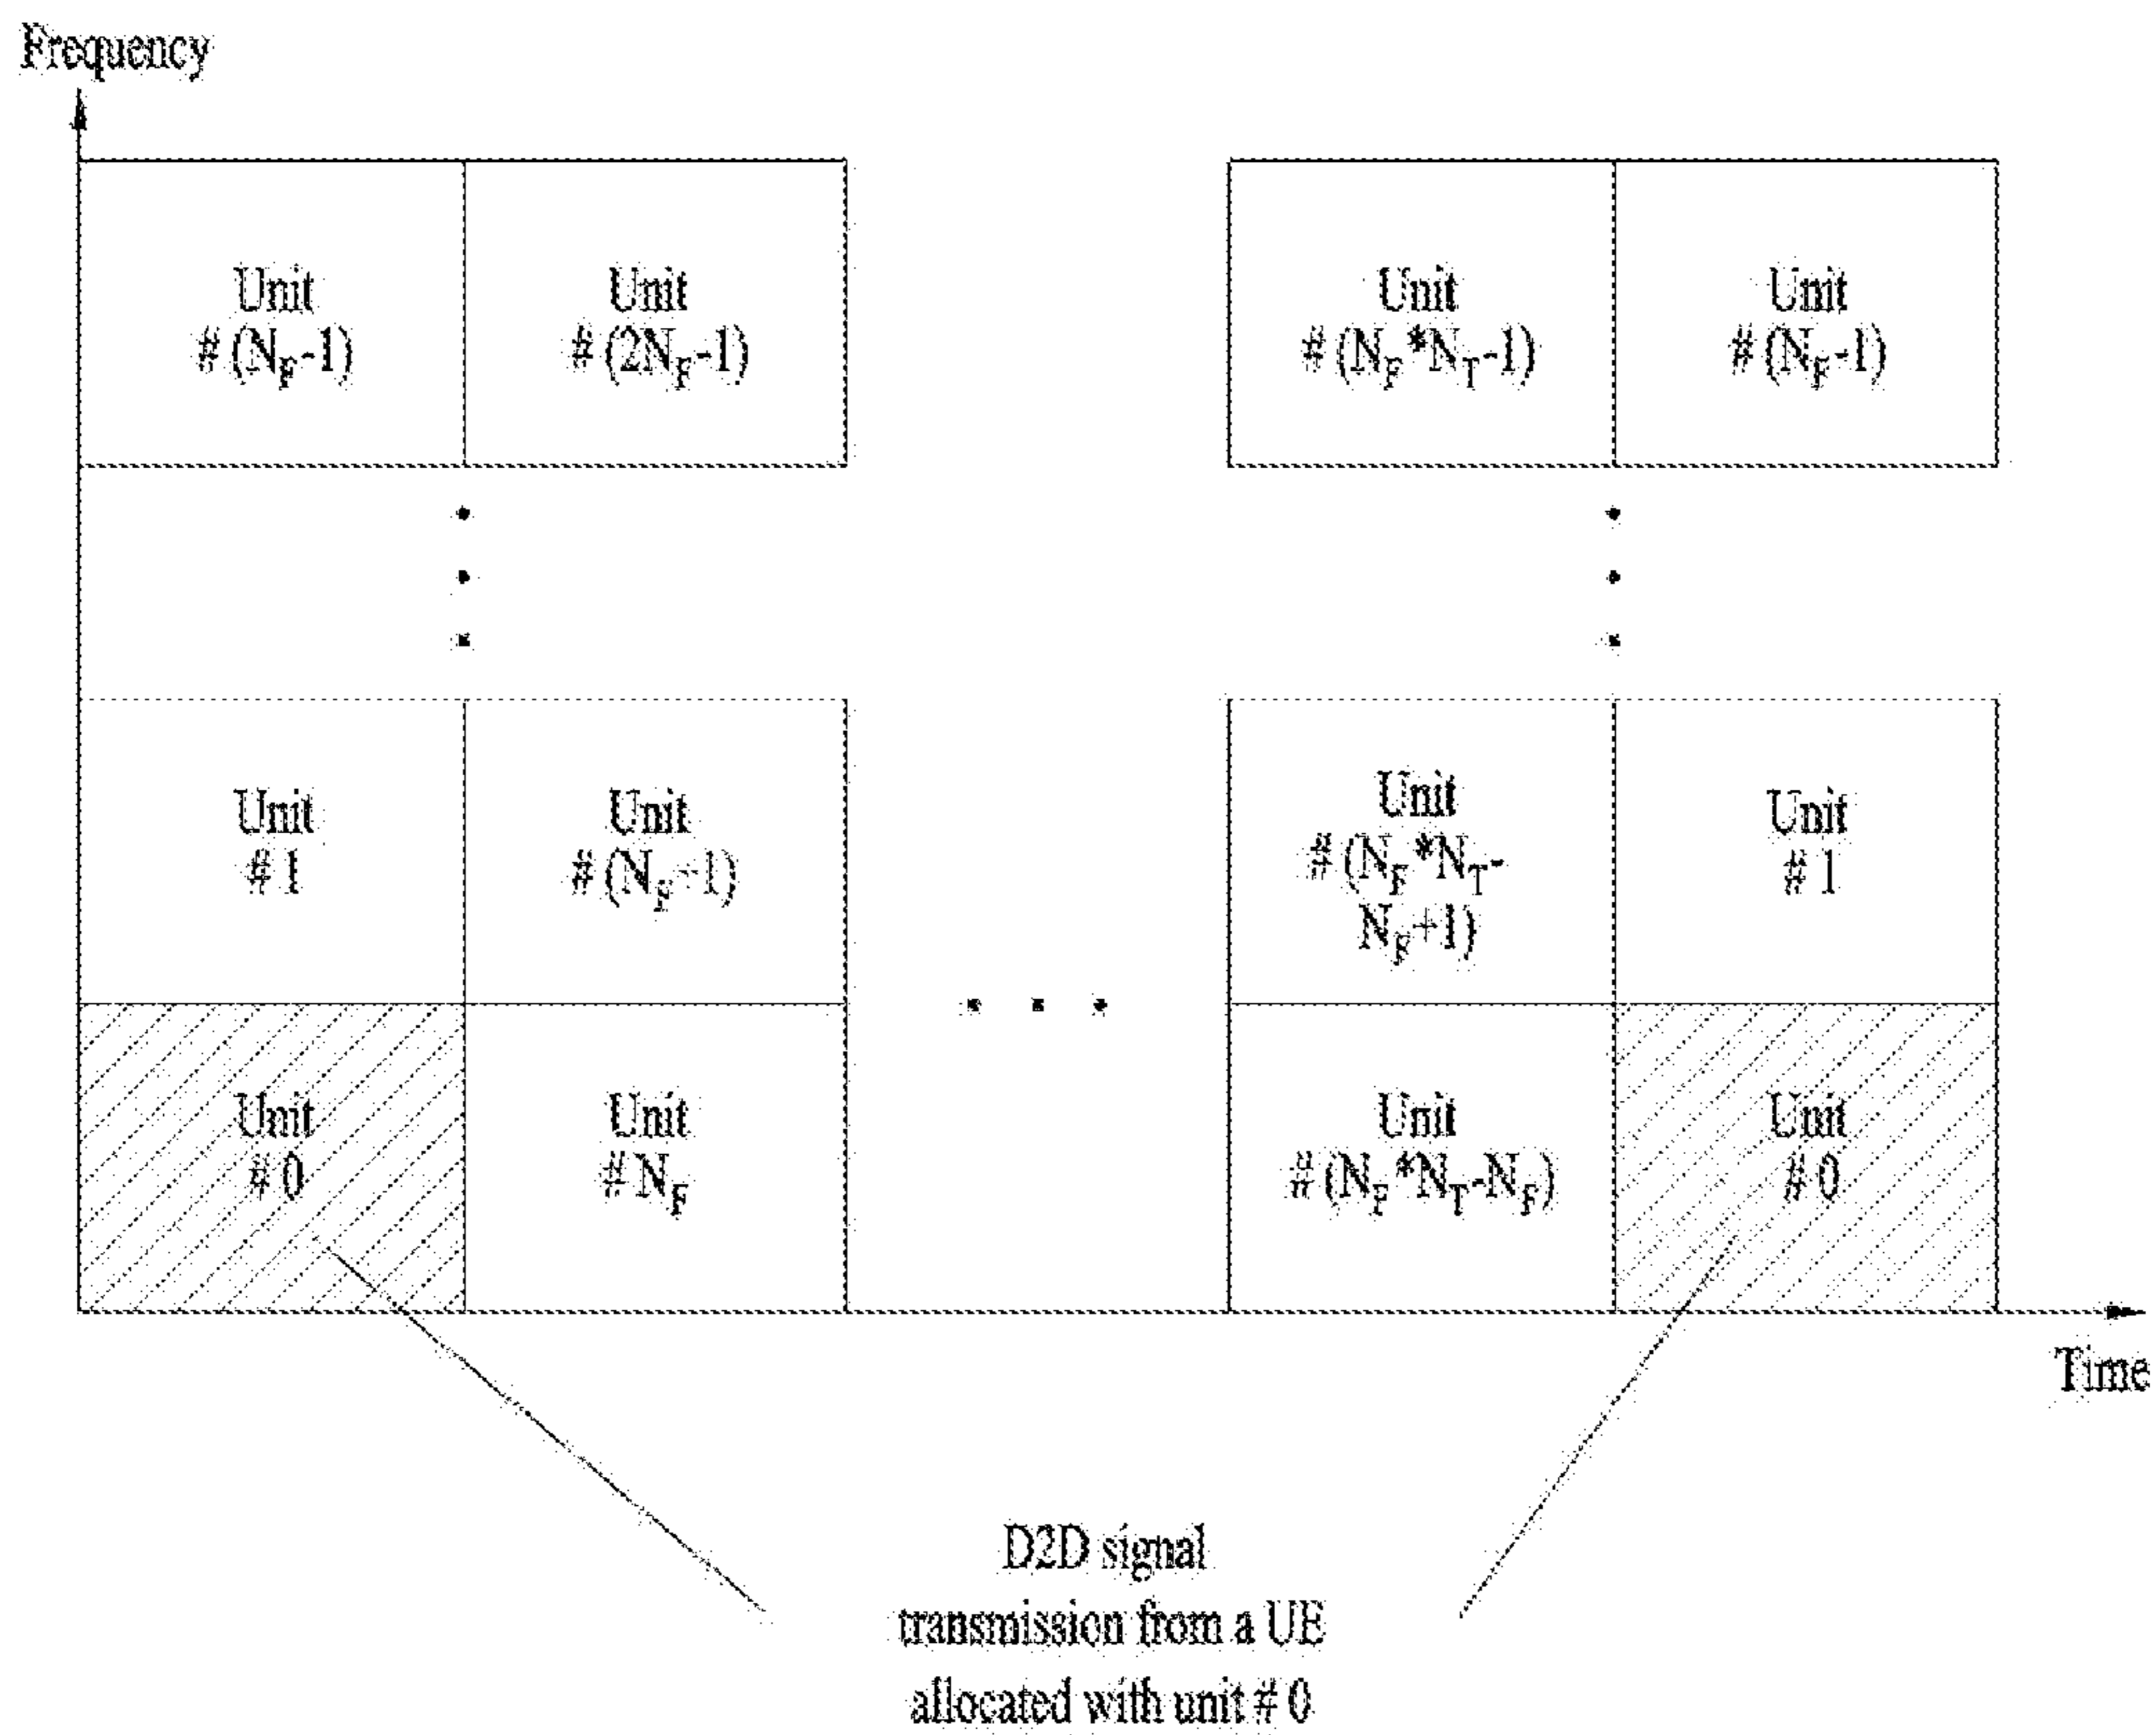 Frequency
Unit
Unit
Unit
Unit
# (N_F-1)
# (2N_F-1)
# (N_F*N_T-1)
# (N_F-1)
Unit
# 1
Unit
# (N_F+1)
Unit
# (N_F*N_T-
N_F+1)
Unit
# 1
Unit
# 0
Unit
# N_F
Unit
# (N_F*N_T-N_F)
Unit
# 0
Time
D2D signal
transmission from a UE
allocated with unit # 0